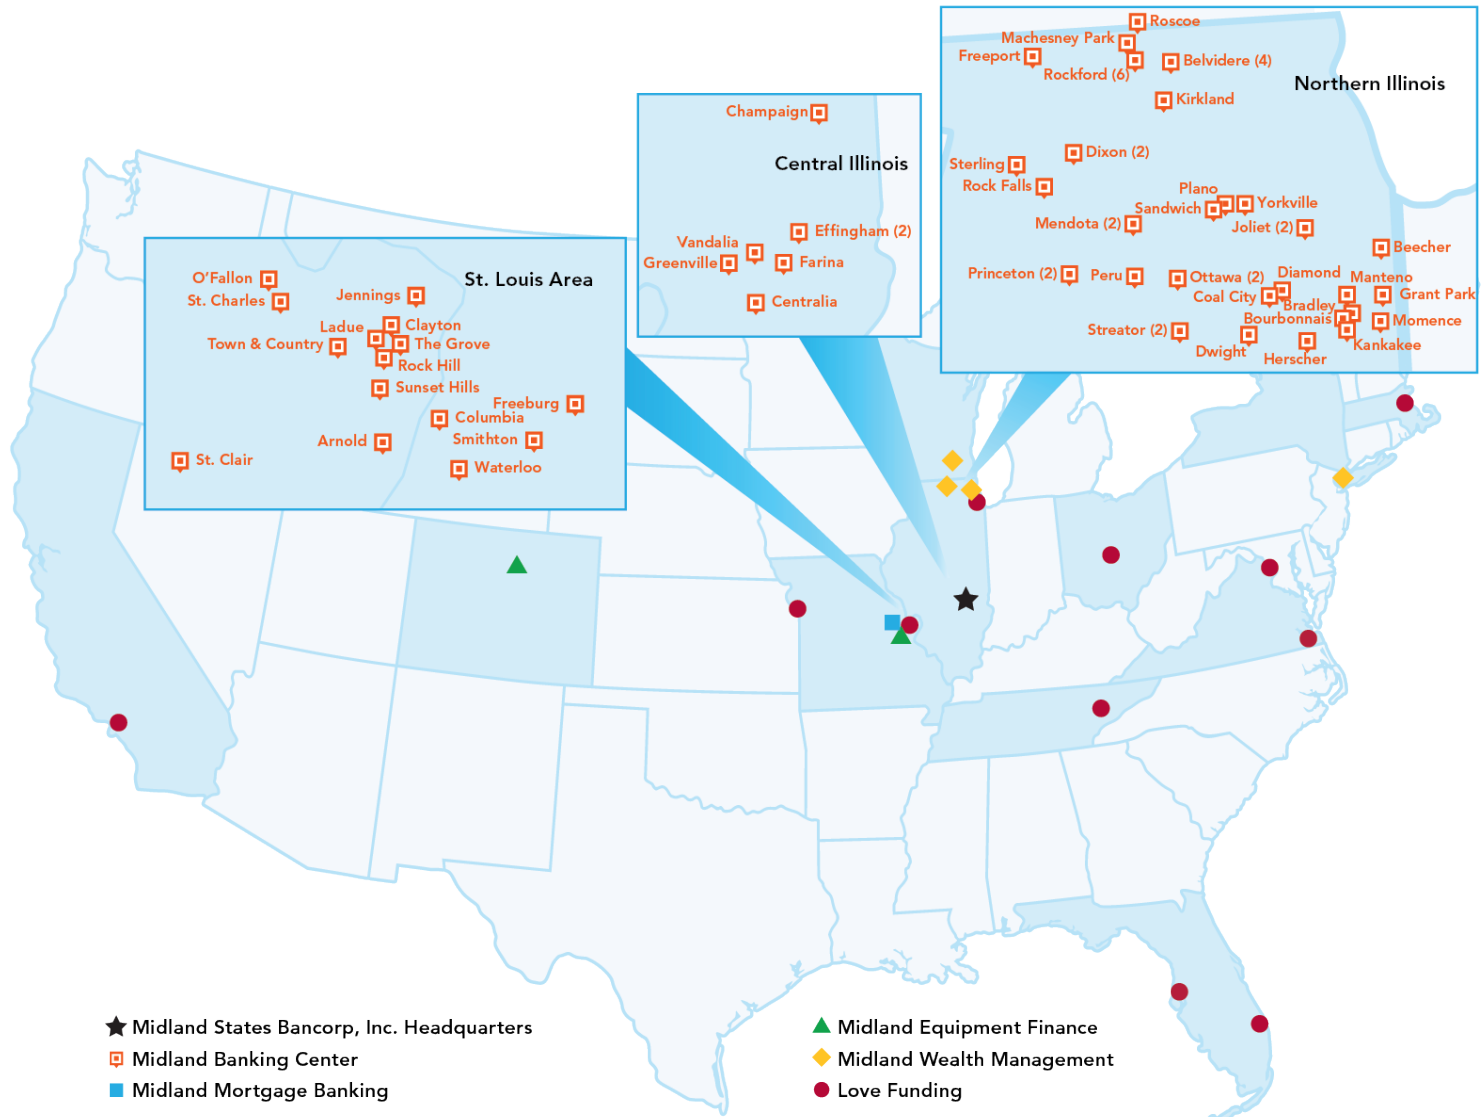 Roscoe
Machesney Park
Freeport
Rockford (6)
Belvidere (4)
Northern Illinois
Kirkland
Champaign
Central Illinois
Dixon (2)
Sterling
Rock Falls
Plano
Sandwich
Yorkville
Mendota (2)
Joliet (2)
Effingham (2)
Vandalia
Greenville
Farina
Beecher
Princeton (2)
Peru
Ottawa (2)
Diamond
Manteno
Coal City
Grant Park
Bradley
Bourbonnais
Momence
Streator (2)
Dwight
Herscher
Kankakee
Centralia
St. Louis Area
O'Fallon
St. Charles
Jennings
Ladue
Clayton
Town & Country
The Grove
Rock Hill
Sunset Hills
Freeburg
Columbia
Arnold
Smithton
St. Clair
Waterloo
Midland States Bancorp, Inc. Headquarters
Midland Banking Center
Midland Mortgage Banking
Midland Equipment Finance
Midland Wealth Management
Love Funding